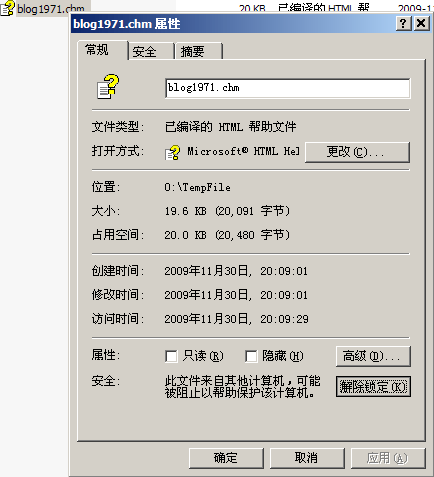 blog1971.chm 20 KB 已编译的 HTML 帮 2009-1
blog1971.chm 属性
常规 安全 摘要
blog1971.chm
文件类型: 已编译的 HTML 帮助文件
打开方式: Microsoft® HTML Hel 更改(C)...
位置: O:\TempFile
大小: 19.6 KB (20,091 字节)
占用空间: 20.0 KB (20,480 字节)
创建时间: 2009年11月30日, 20:09:01
修改时间: 2009年11月30日, 20:09:01
访问时间: 2009年11月30日, 20:09:29
属性: 只读(R) 隐藏(H) 高级(D)...
安全: 此文件来自其他计算机，可能
被阻止以帮助保护该计算机。 解除锁定(K)
确定 取消 应用(A)